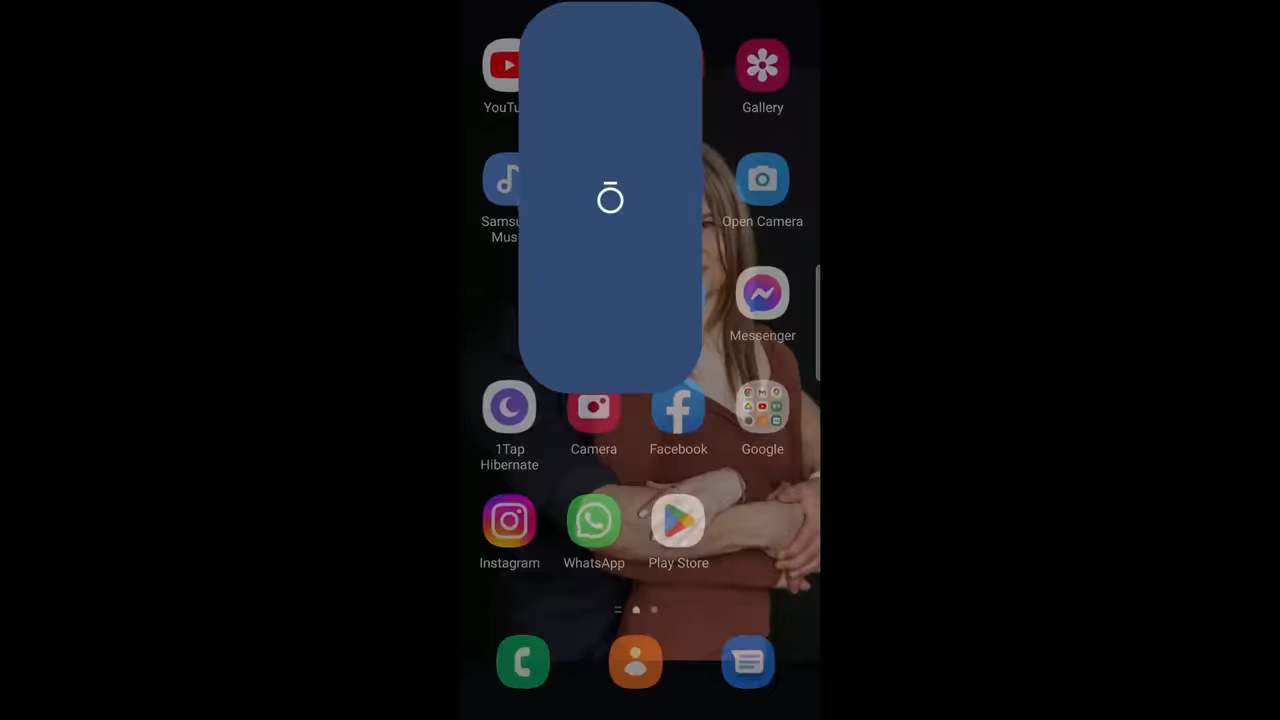 YouTu
Gallery
Samsu
Mus
Open Camera
Messenger
1Tap
Hibernate
Camera
Facebook
Google
Instagram
WhatsApp
Play Store